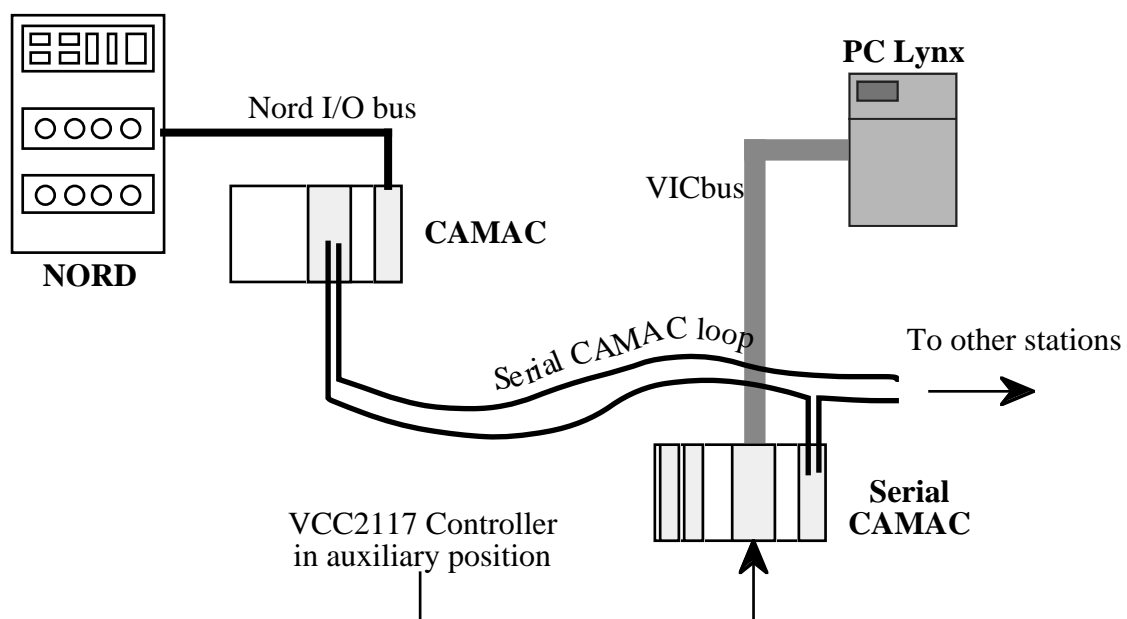 PC Lynx
Nord I/O bus
VICbus
CAMAC
NORD
Serial CAMAC loop
To other stations
Serial
CAMAC
VCC2117 Controller
in auxiliary position